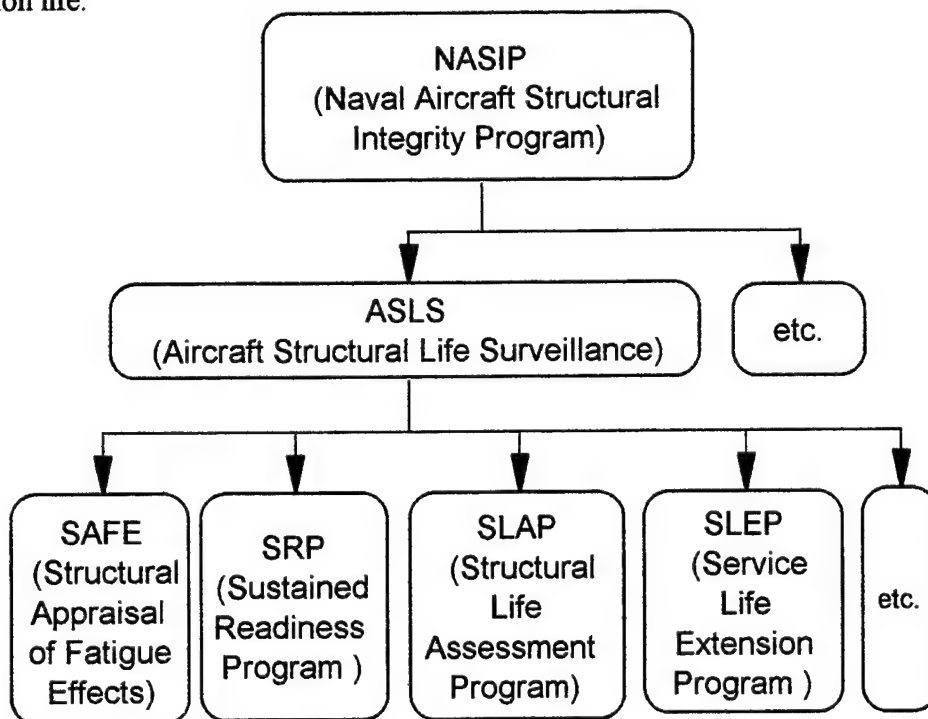 on life.
NASIP
(Naval Aircraft Structural
Integrity Program)
ASLS
(Aircraft Structural Life Surveillance)
etc.
SAFE
(Structural
Appraisal
of Fatigue
Effects)
SRP
(Sustained
Readiness
Program )
SLAP
(Structural
Life
Assessment
Program)
SLEP
(Service
Life
Extension
Program )
etc.